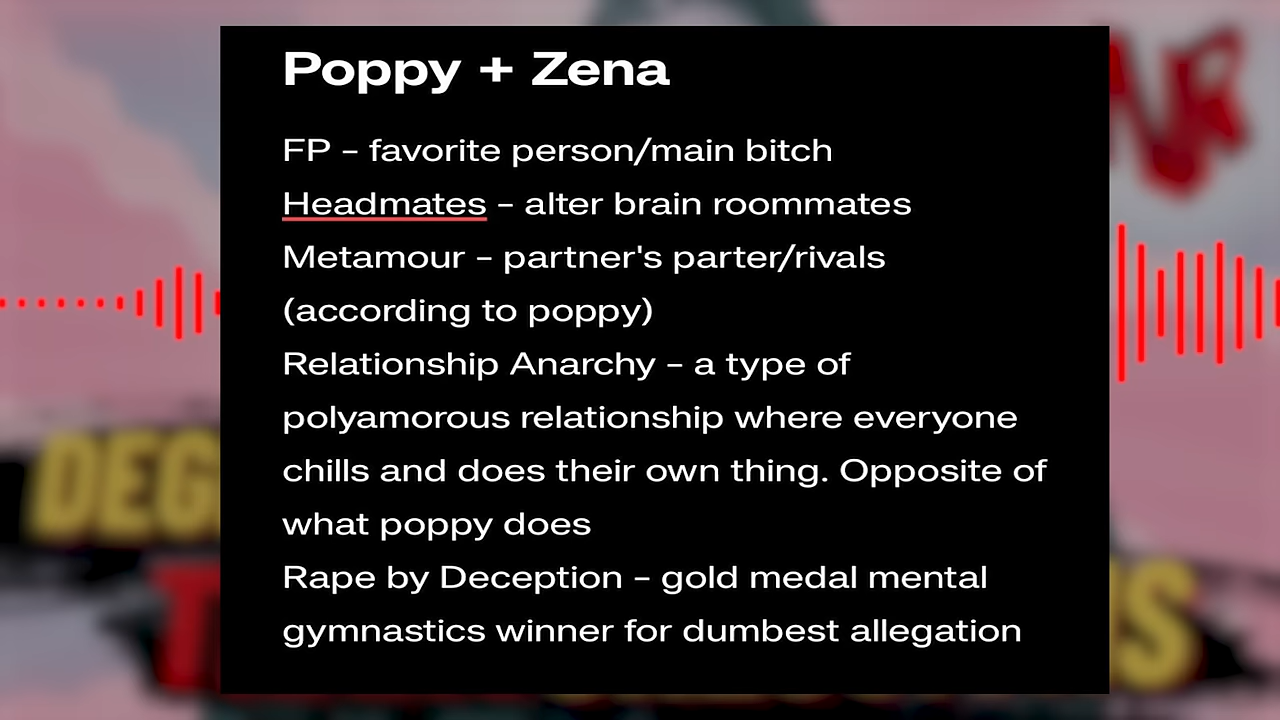 Poppy + Zena
FP – favorite person/main bitch
Headmates – alter brain roommates
Metamour – partner's parter/rivals
(according to poppy)
Relationship Anarchy – a type of
polyamorous relationship where everyone
chills and does their own thing. Opposite of
what poppy does
Rape by Deception – gold medal mental
gymnastics winner for dumbest allegation
DEG